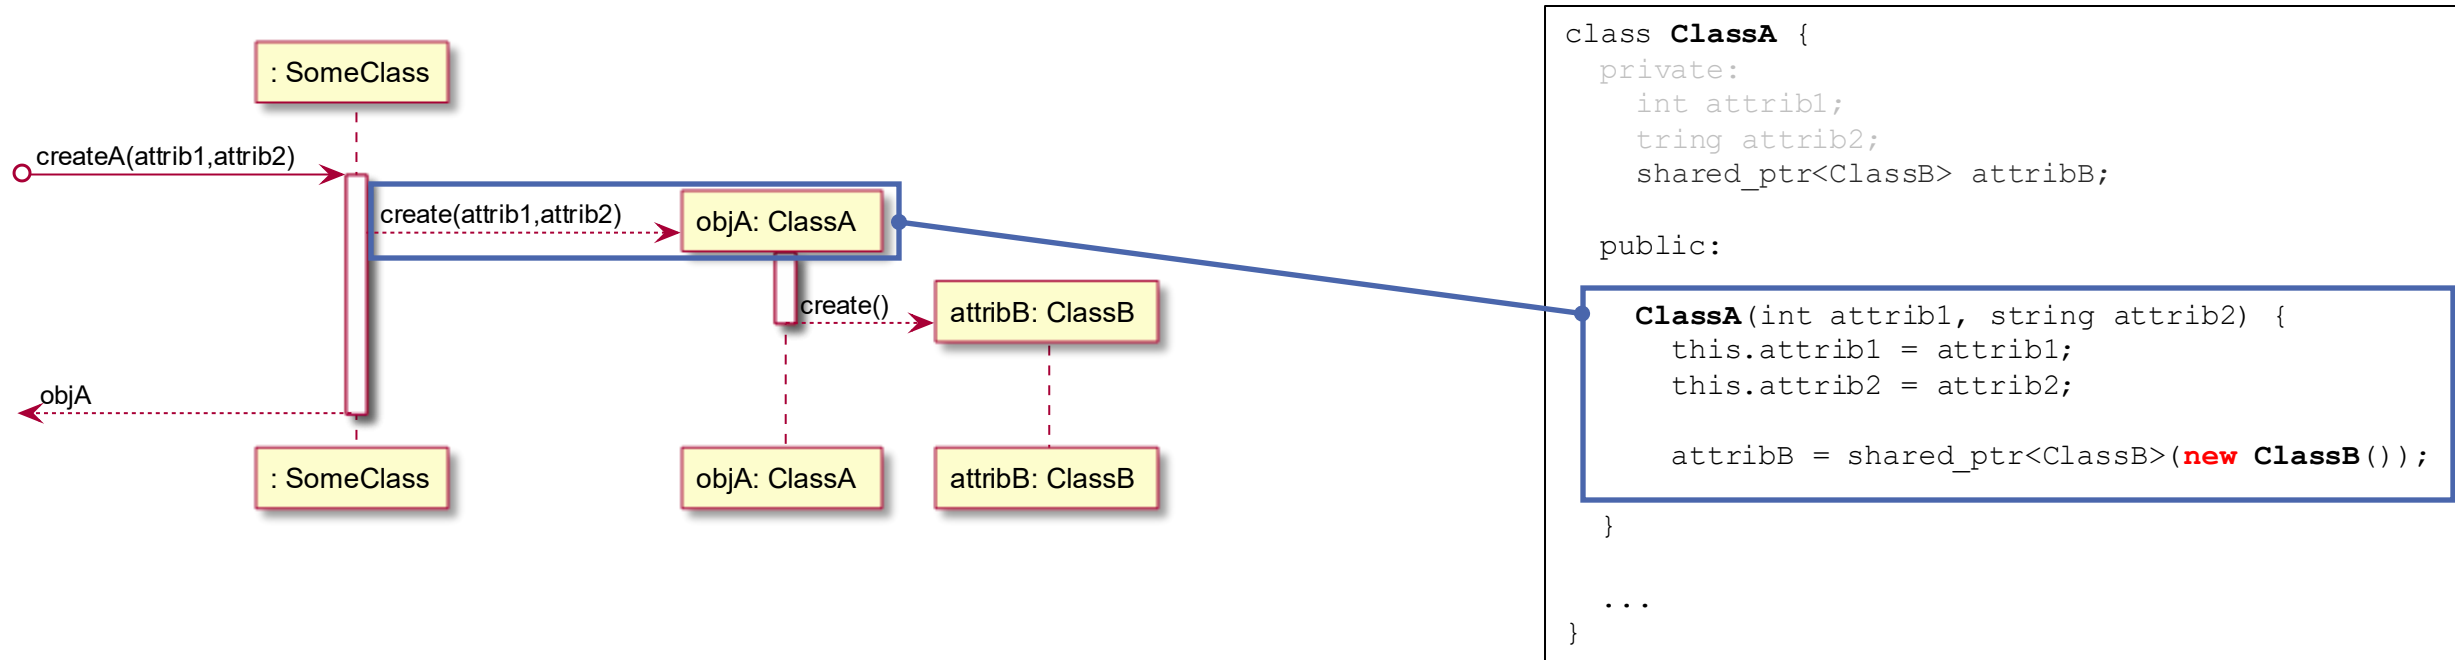 : SomeClass
createA(attrib1,attrib2)
create(attrib1,attrib2)
objA: ClassA
create()
attribB: ClassB
objA
: SomeClass
objA: ClassA
attribB: ClassB
class ClassA {
private:
int attrib1;
tring attrib2;
shared_ptr<ClassB> attribB;
public:
ClassA(int attrib1, string attrib2) {
this.attrib1 = attrib1;
this.attrib2 = attrib2;
attribB = shared_ptr<ClassB>(new ClassB());
}
...
}